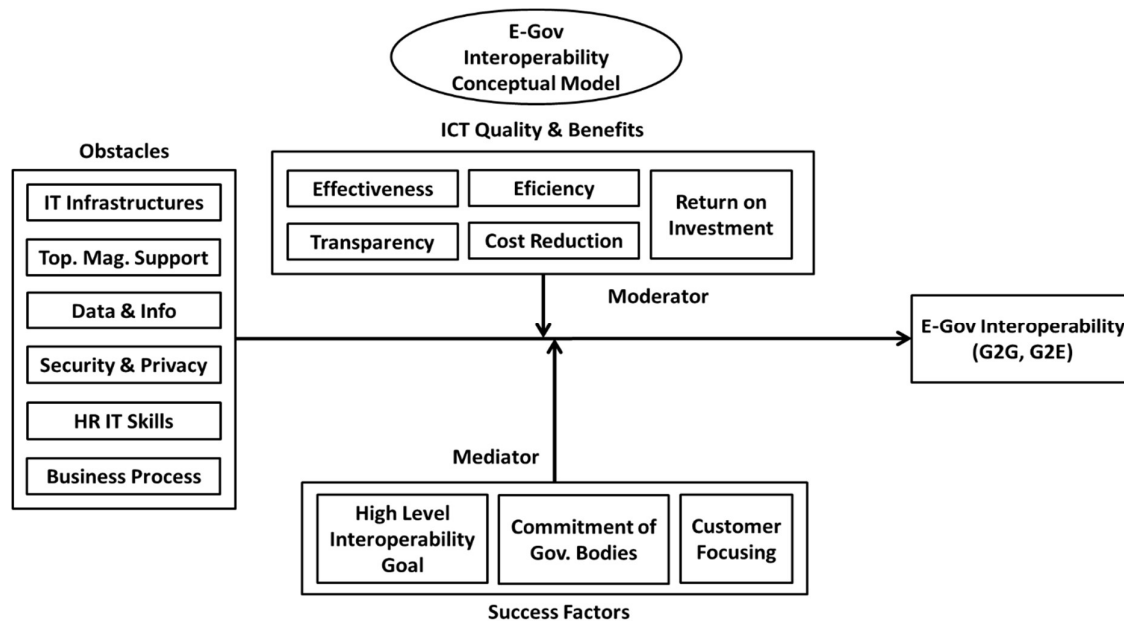 E-Gov
Interoperability
Conceptual Model
ICT Quality & Benefits
Obstacles
IT Infrastructures
Top. Mag. Support
Data & Info
Security & Privacy
HR IT Skills
Business Process
Effectiveness
Eficiency
Transparency
Cost Reduction
Return on
Investment
Moderator
E-Gov Interoperability
(G2G, G2E)
Mediator
High Level
Interoperability
Goal
Commitment of
Gov. Bodies
Customer
Focusing
Success Factors